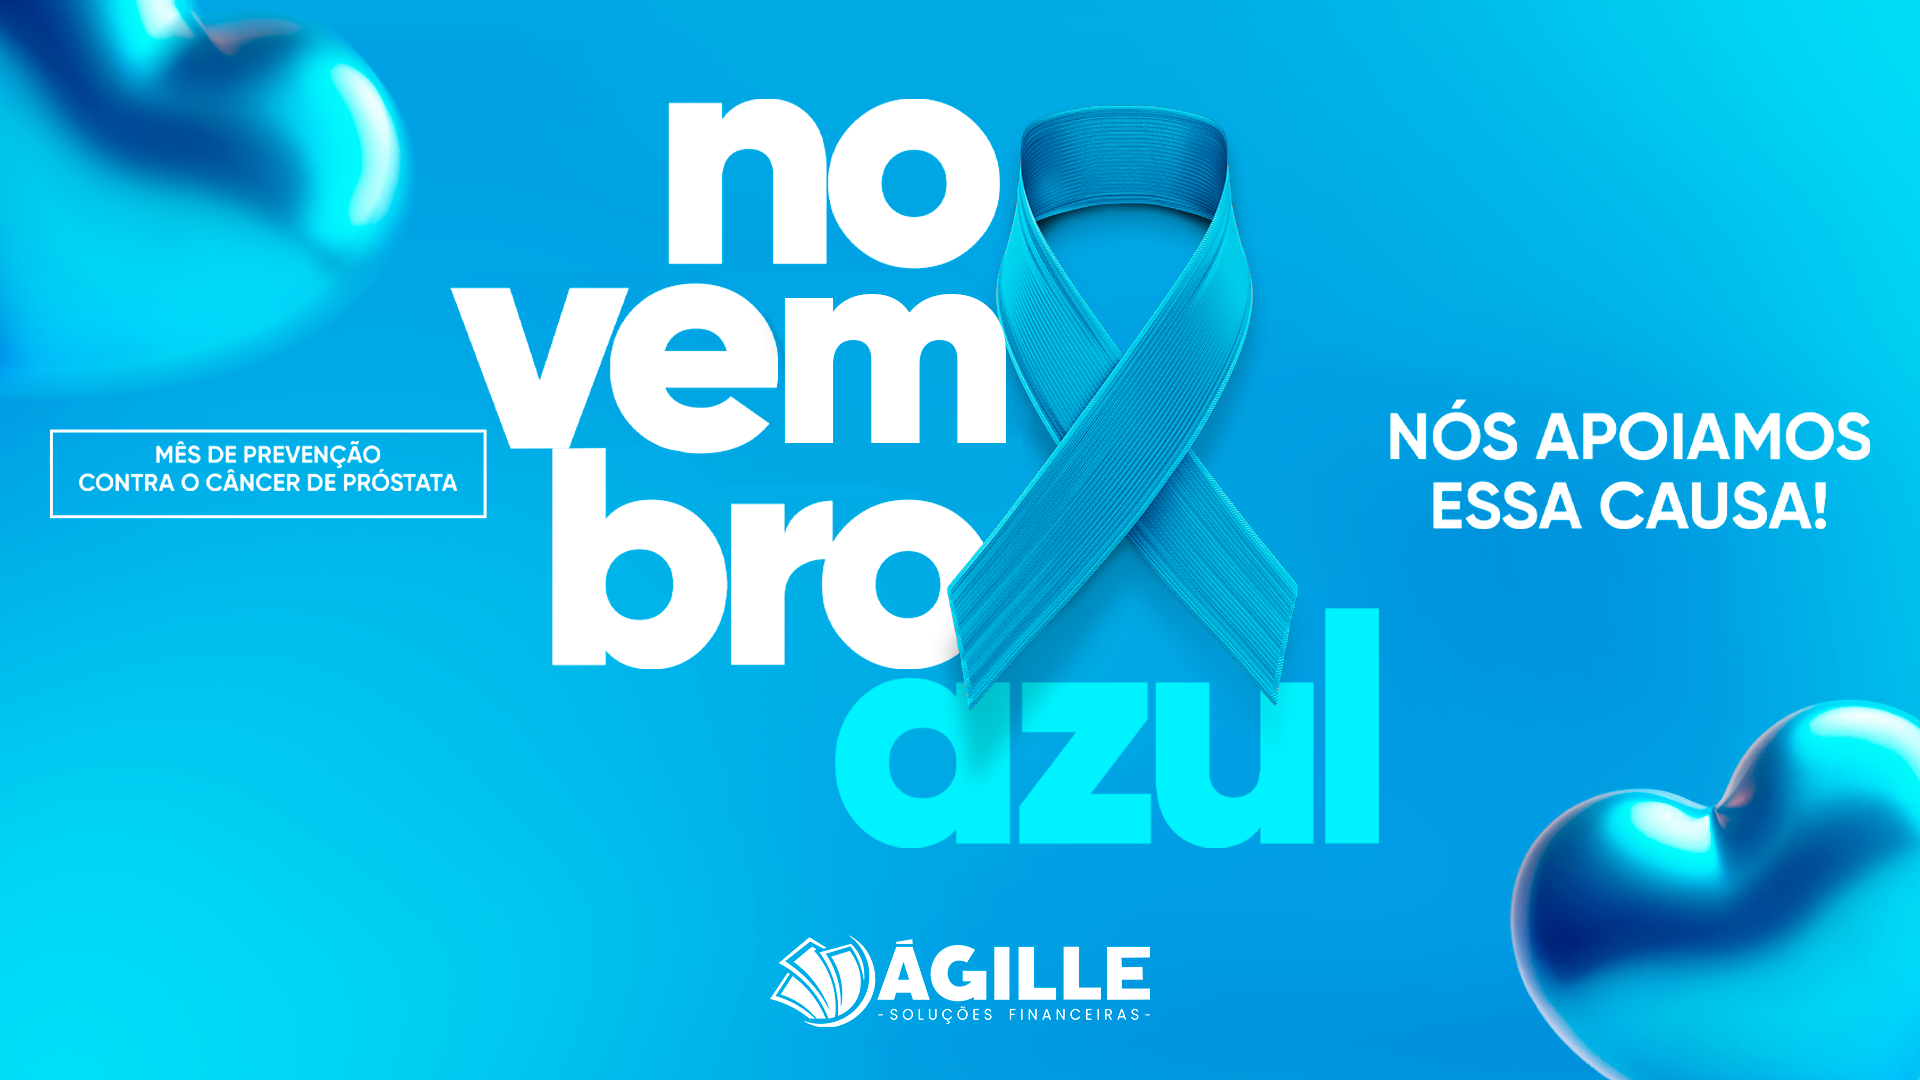 no
vem
bro
azul
MÊS DE PREVENÇÃO
CONTRA O CÂNCER DE PRÓSTATA
NÓS APOIAMOS
ESSA CAUSA!
ÁGILLE
-SOLUÇÕES FINANCEIRAS-